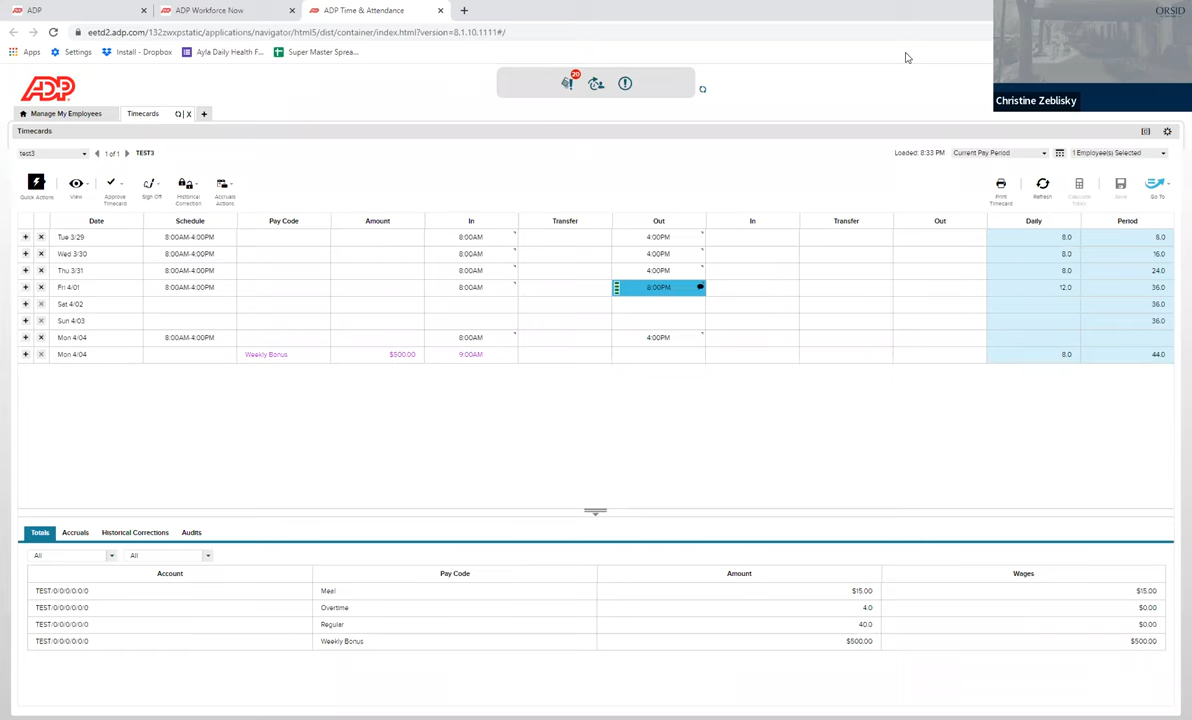 ADP
ADP Workforce Now
ADP Time & Attendance
eetd2.adp.com/132zwxpstatic/applications/navigator/html5/dist/container/index.html?version=8.1.10.1111#/
Apps Settings Install - Dropbox Ayla Daily Health F... Super Master Sprea...
ORSID
Christine Zeblisky
ADP
20
Manage My Employees Timecards X +
Timecards
test3 1 of 1 TEST3 Loaded: 8:33 PM Current Pay Period 1 Employee(s) Selected
Quick Actions View Approve Timecard Sign Off Historical Correction Accruals Actions Print Timecard Refresh Calculate Totals Save Go To
Date Schedule Pay Code Amount In Transfer Out In Transfer Out Daily Period
Tue 3/29 8:00AM-4:00PM 8:00AM 4:00PM 8.0 8.0
Wed 3/30 8:00AM-4:00PM 8:00AM 4:00PM 8.0 16.0
Thu 3/31 8:00AM-4:00PM 8:00AM 4:00PM 8.0 24.0
Fri 4/01 8:00AM-4:00PM 8:00AM 8:00PM 12.0 36.0
Sat 4/02 36.0
Sun 4/03 36.0
Mon 4/04 8:00AM-4:00PM 8:00AM 4:00PM
Mon 4/04 Weekly Bonus $500.00 9:00AM 8.0 44.0
Totals Accruals Historical Corrections Audits
All All
Account Pay Code Amount Wages
TEST/0/0/0/0/0/0 Meal $15.00 $15.00
TEST/0/0/0/0/0/0 Overtime 4.0 $0.00
TEST/0/0/0/0/0/0 Regular 40.0 $0.00
TEST/0/0/0/0/0/0 Weekly Bonus $500.00 $500.00